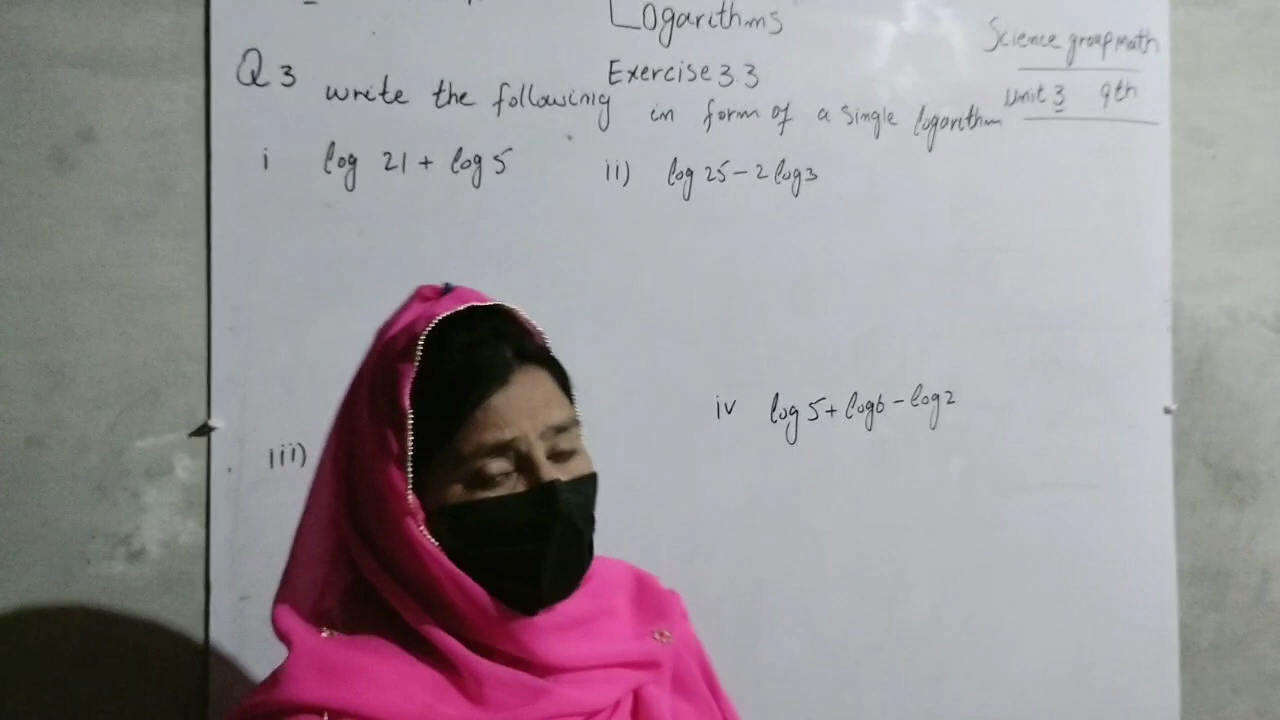 Logarithms
Science group math
Q3 Exercise 3.3
Unit 3 9th
write the following in form of a single logarithm
i log 21 + log 5 ii) log 25 - 2 log 3
iv log 5 + log 6 - log 2
iii)